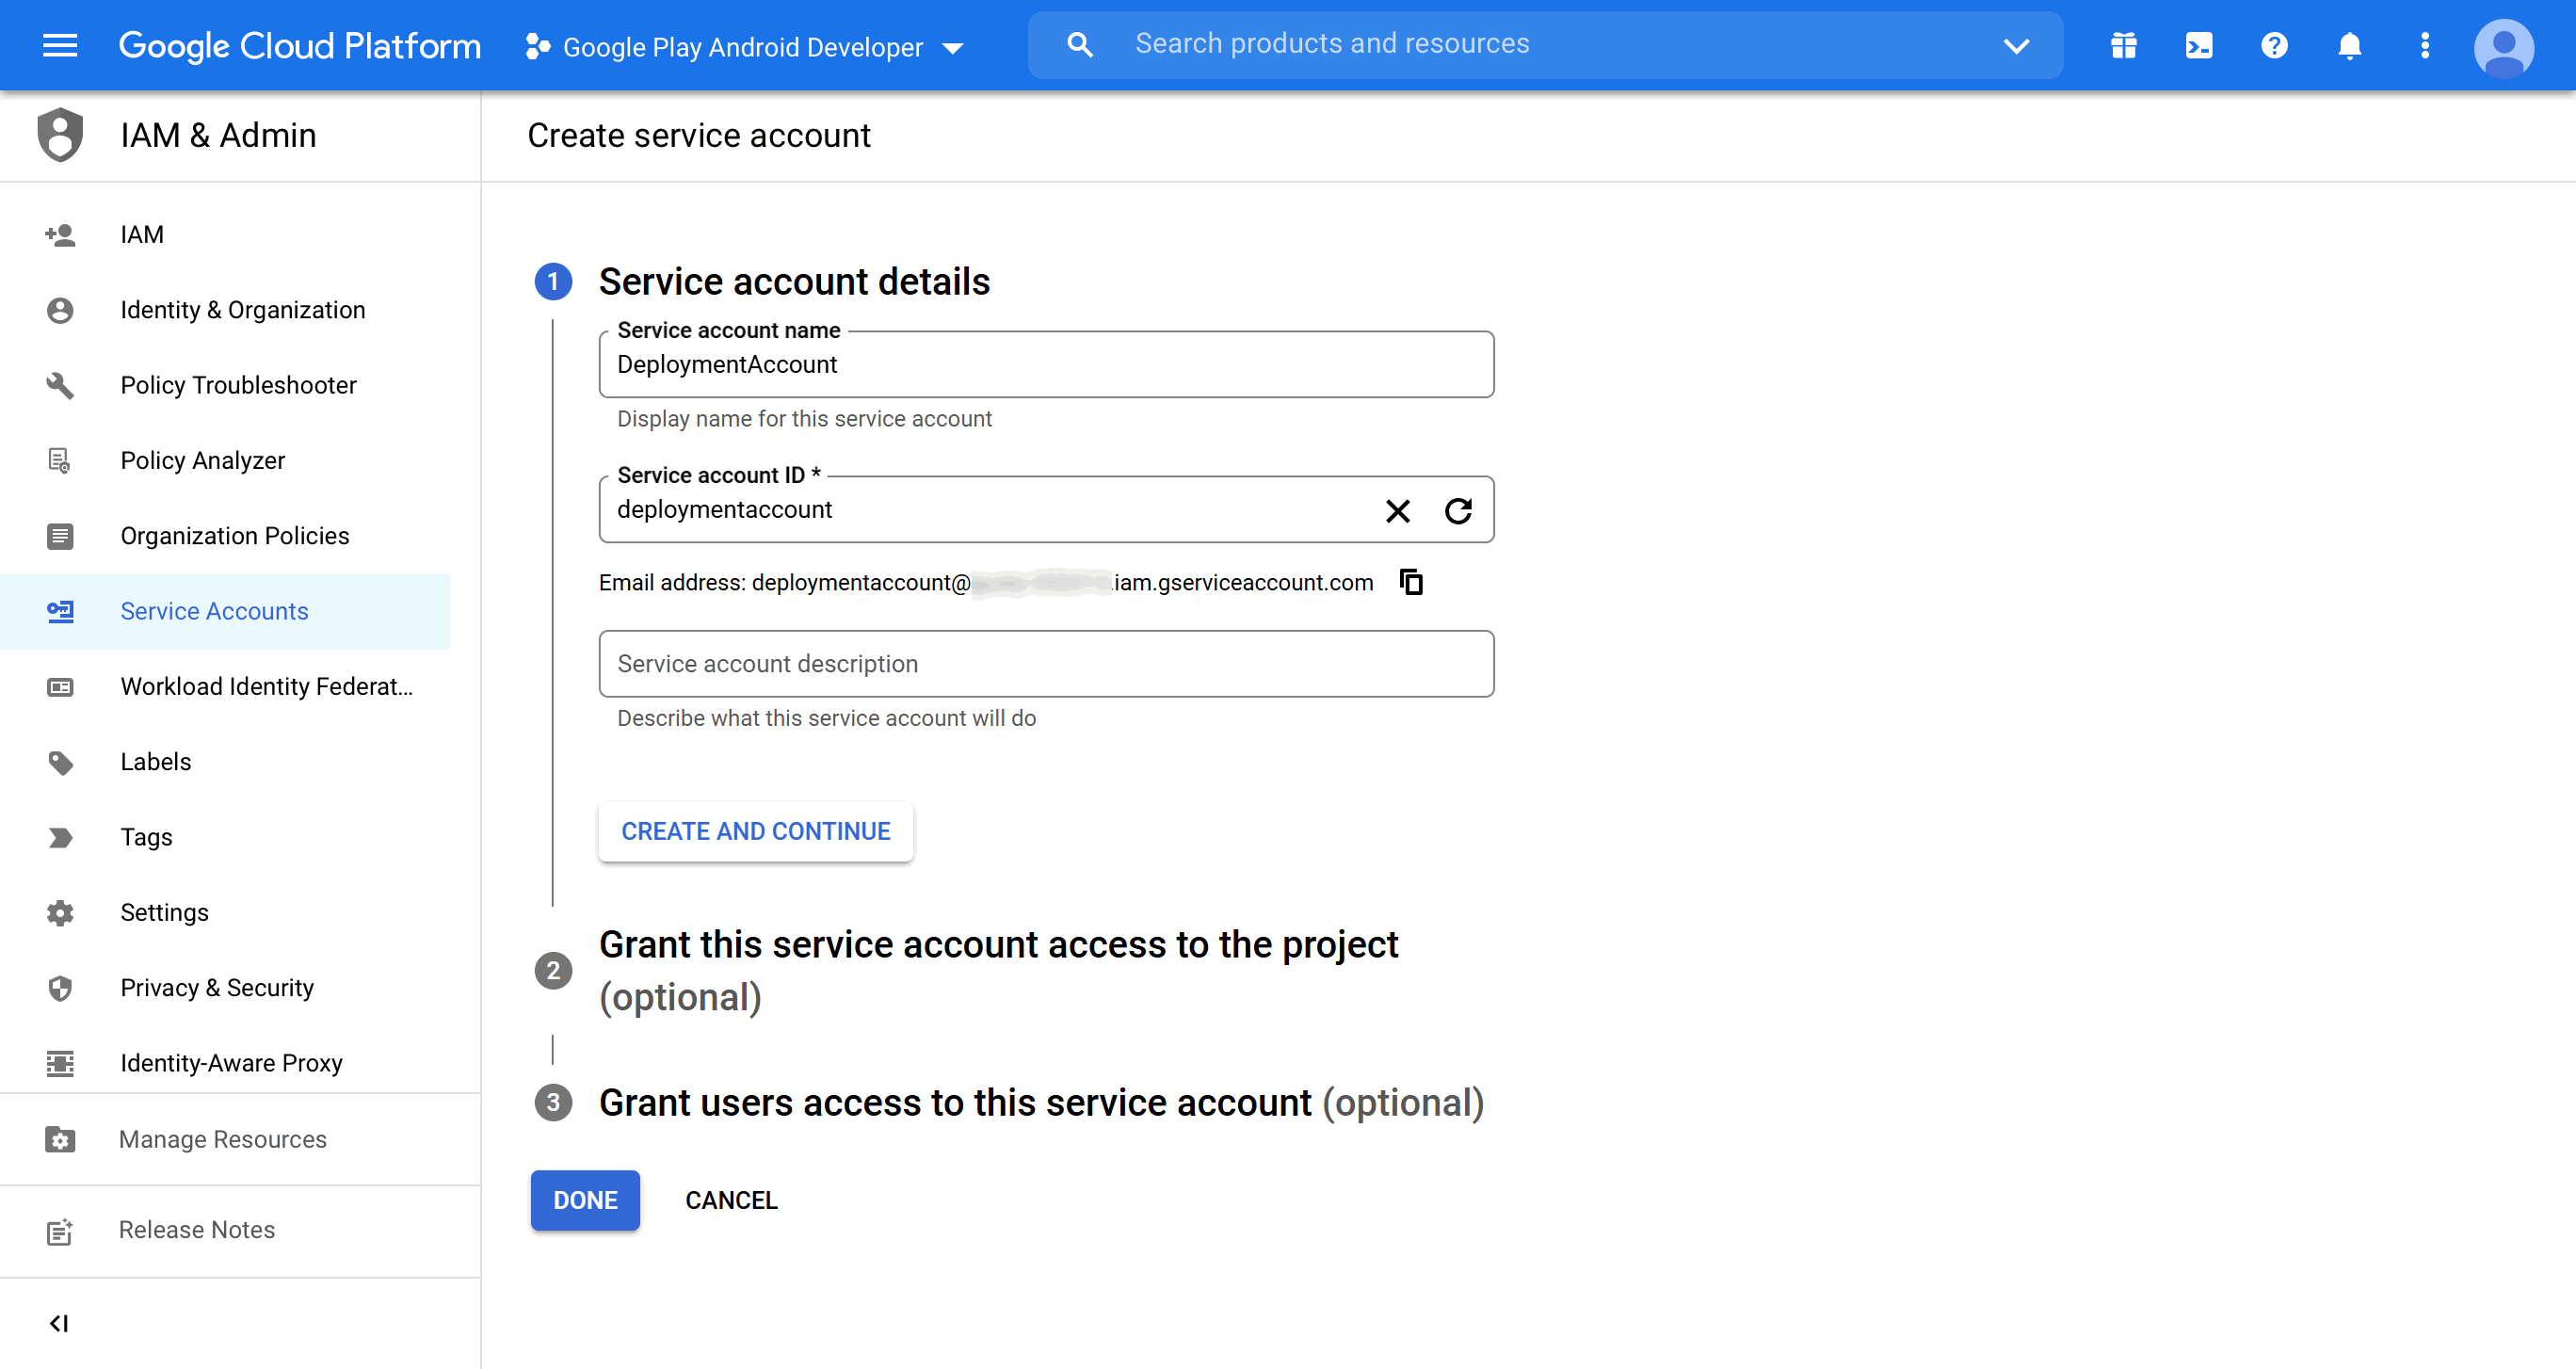 Google Cloud Platform
Google Play Android Developer
Search products and resources
IAM & Admin
Create service account
IAM
Identity & Organization
Policy Troubleshooter
Policy Analyzer
Organization Policies
Service Accounts
Workload Identity Federat...
Labels
Tags
Settings
Privacy & Security
Identity-Aware Proxy
Manage Resources
Release Notes
1 Service account details
Service account name
DeploymentAccount
Display name for this service account
Service account ID *
deploymentaccount
Email address: deploymentaccount@ .iam.gserviceaccount.com
Service account description
Describe what this service account will do
CREATE AND CONTINUE
2 Grant this service account access to the project
(optional)
3 Grant users access to this service account (optional)
DONE CANCEL